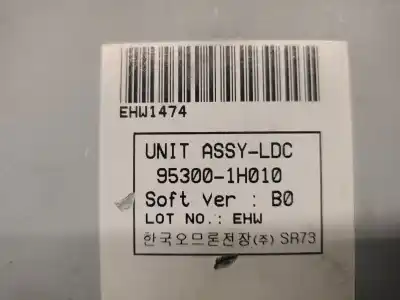 EHW1474
UNIT ASSY-LDC
95300-1H010
Soft Ver : B0
LOT NO.: EHW
한국오므론전장(주) SR73